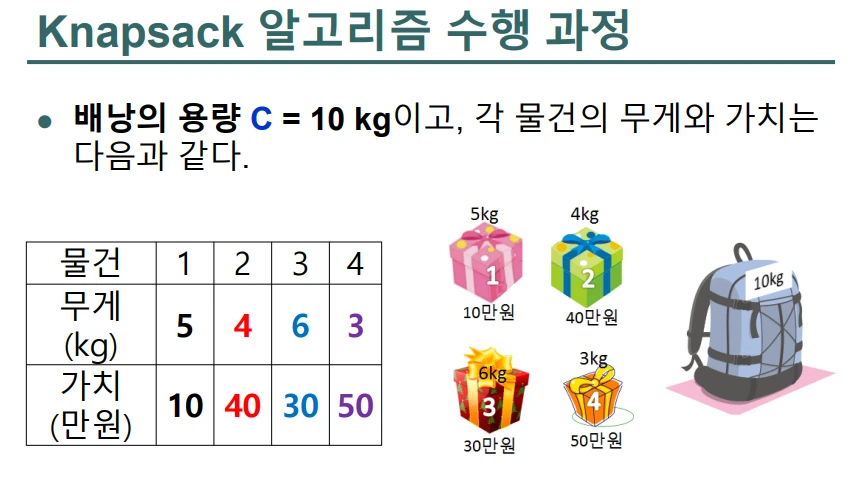 Knapsack 알고리즘 수행 과정
● 배낭의 용량 C = 10 kg이고, 각 물건의 무게와 가치는
다음과 같다.
물건 1 2 3 4
무게
(kg) 5 4 6 3
가치
(만원) 10 40 30 50
5kg
1
10만원
4kg
2
40만원
6kg
3
30만원
3kg
4
50만원
10kg